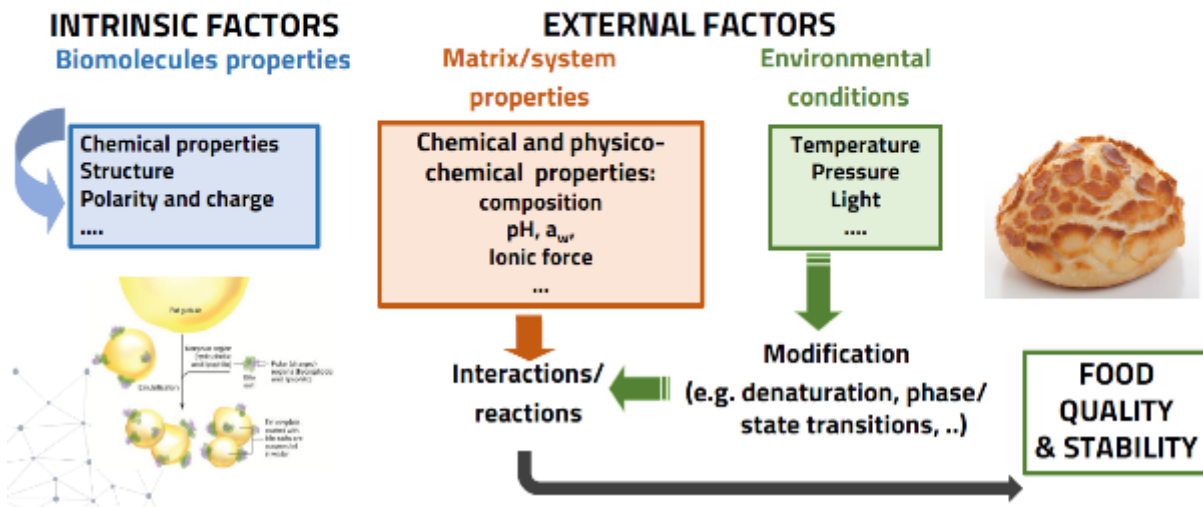 INTRINSIC FACTORS
Biomolecules properties
Chemical properties
Structure
Polarity and charge
....
EXTERNAL FACTORS
Matrix/system
properties
Chemical and physico-
chemical properties:
composition
pH, aw,
Ionic force
...
Environmental
conditions
Temperature
Pressure
Light
....
Interactions/
reactions
Modification
(e.g. denaturation, phase/
state transitions, ..)
FOOD
QUALITY
& STABILITY
Fat globule
Emulsification